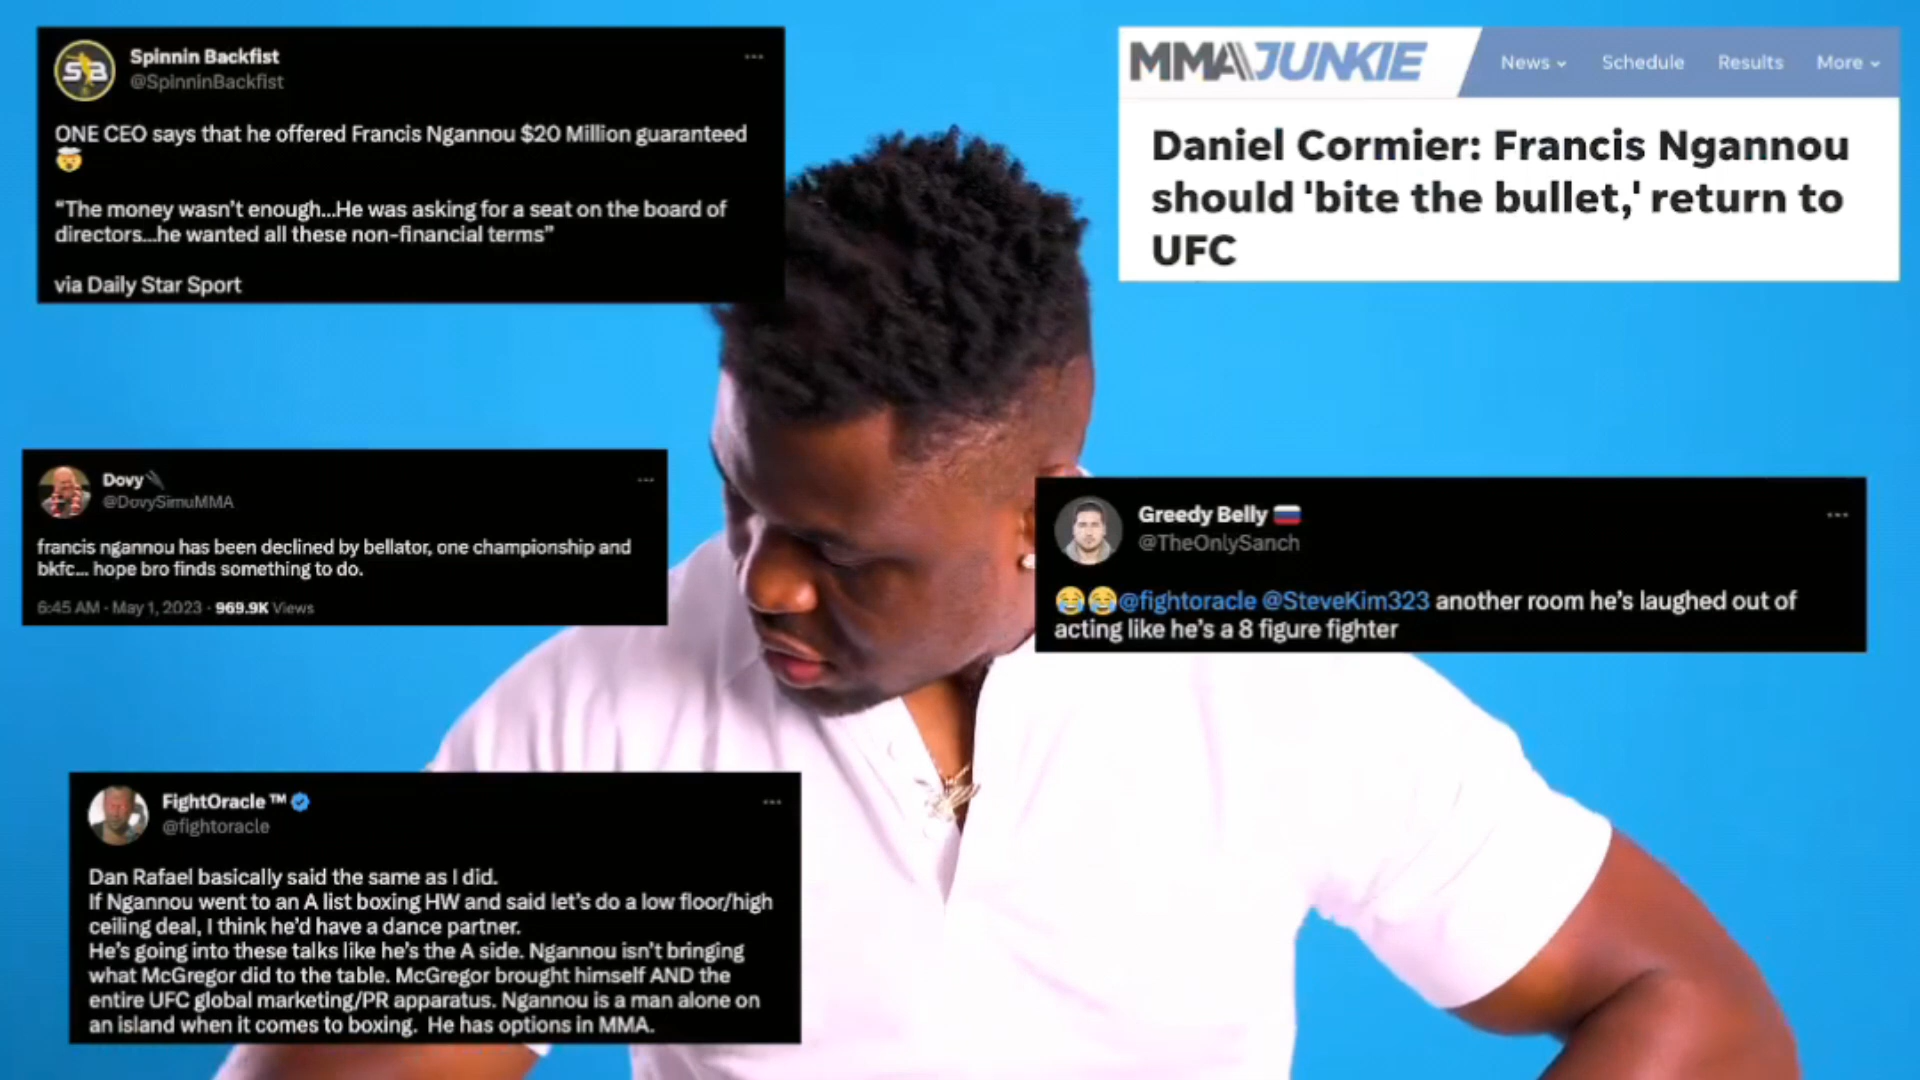 SB
Spinnin Backfist
@SpinninBackfist
ONE CEO says that he offered Francis Ngannou $20 Million guaranteed
🤯
“The money wasn’t enough...He was asking for a seat on the board of
directors...he wanted all these non-financial terms”
via Daily Star Sport
MMAJUNKIE
News Schedule Results More
Daniel Cormier: Francis Ngannou
should 'bite the bullet,' return to
UFC
Dovy
@DovySimuMMA
francis ngannou has been declined by bellator, one championship and
bkfc... hope bro finds something to do.
6:45 AM · May 1, 2023 · 969.9K Views
Greedy Belly 🇷🇺
@TheOnlySanch
😂😂@fightoracle @SteveKim323 another room he’s laughed out of
acting like he’s a 8 figure fighter
FightOracle ™
@fightoracle
Dan Rafael basically said the same as I did.
If Ngannou went to an A list boxing HW and said let’s do a low floor/high
ceiling deal, I think he’d have a dance partner.
He’s going into these talks like he’s the A side. Ngannou isn’t bringing
what McGregor did to the table. McGregor brought himself AND the
entire UFC global marketing/PR apparatus. Ngannou is a man alone on
an island when it comes to boxing. He has options in MMA.